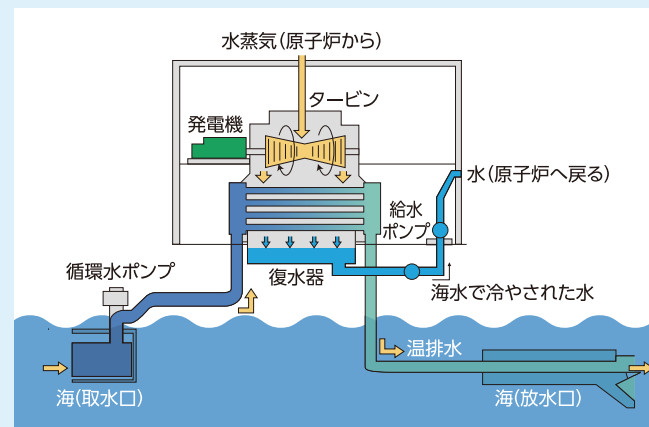 水蒸気(原子炉から)
タービン
発電機
水(原子炉へ戻る)
給水
ポンプ
循環水ポンプ
復水器
海水で冷やされた水
温排水
海(取水口)
海(放水口)